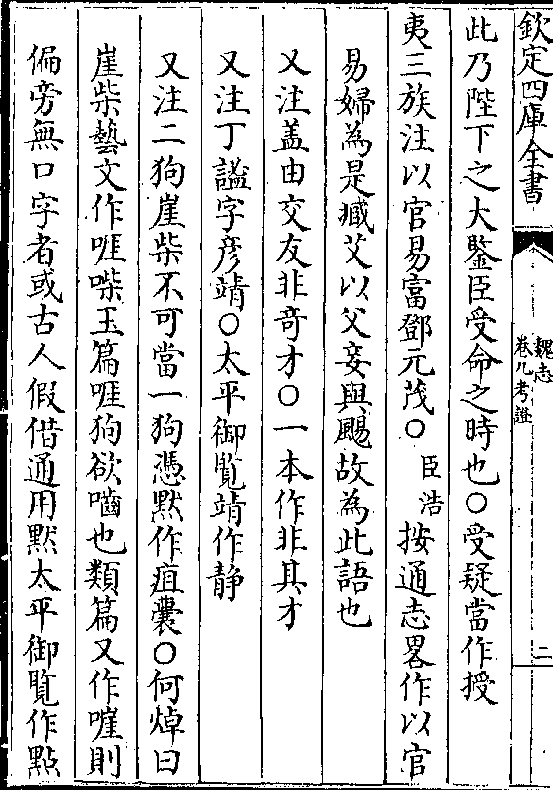 欽定四庫全書
魏志
卷九考證
二
此乃陛下之大鑒臣受命之時也○受疑當作授
夷三族注以官易富鄧元茂○臣浩按通志畧作以官
易婦為是臧艾以父妾與颺故為此語也
又注盖由交友非竒才○一本作非其才
又注丁謐字彦靖○太平御覧靖作静
又注二狗崖柴不可當一狗憑默作疽囊○何焯曰
崖柴藝文作啀喍玉篇啀狗欲嚙也類篇又作嘊則
偏旁無口字者或古人假借通用默太平御覧作點